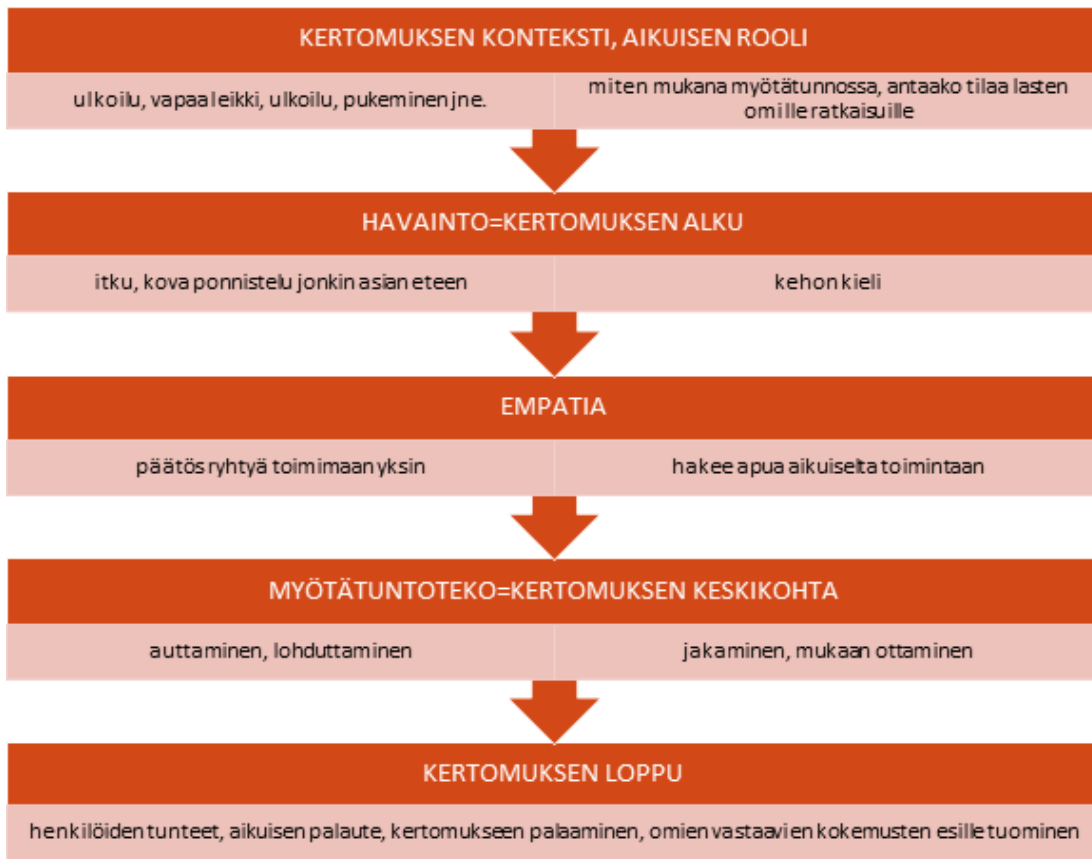 KERTOMUKSEN KONTEKSTI, AIKUISEN ROOLI
ulkoilu, vapaa leikki, ulkoilu, pukeminen jne.
miten mukana myötätunnossa, antaako tilaa lasten
omille ratkaisuille
HAVAINTO=KERTOMUKSEN ALKU
itku, kova ponnistelu jonkin asian eteen
kehon kieli
EMPATIA
päätös ryhtyä toimimaan yksin
hakee apua aikuiselta toimintaan
MYÖTÄTUNTOTEKO=KERTOMUKSEN KESKIKOHTA
auttaminen, lohduttaminen
jakaminen, mukaan ottaminen
KERTOMUKSEN LOPPU
henkilöiden tunteet, aikuisen palaute, kertomukseen palaaminen, omien vastaavien kokemusten esille tuominen